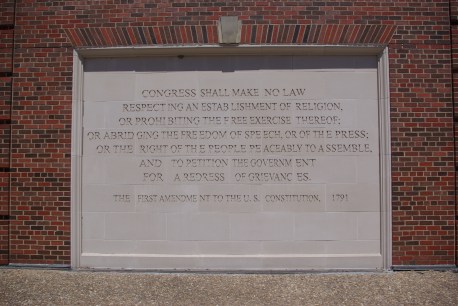 CONGRESS SHALL MAKE NO LAW
RESPECTING AN ESTABLISHMENT OF RELIGION,
OR PROHIBITING THE FREE EXERCISE THEREOF;
OR ABRIDGING THE FREEDOM OF SPEECH, OR OF THE PRESS;
OR THE RIGHT OF THE PEOPLE PEACEABLY TO ASSEMBLE,
AND TO PETITION THE GOVERNMENT
FOR A REDRESS OF GRIEVANCES.
THE FIRST AMENDMENT TO THE U. S. CONSTITUTION, 1791